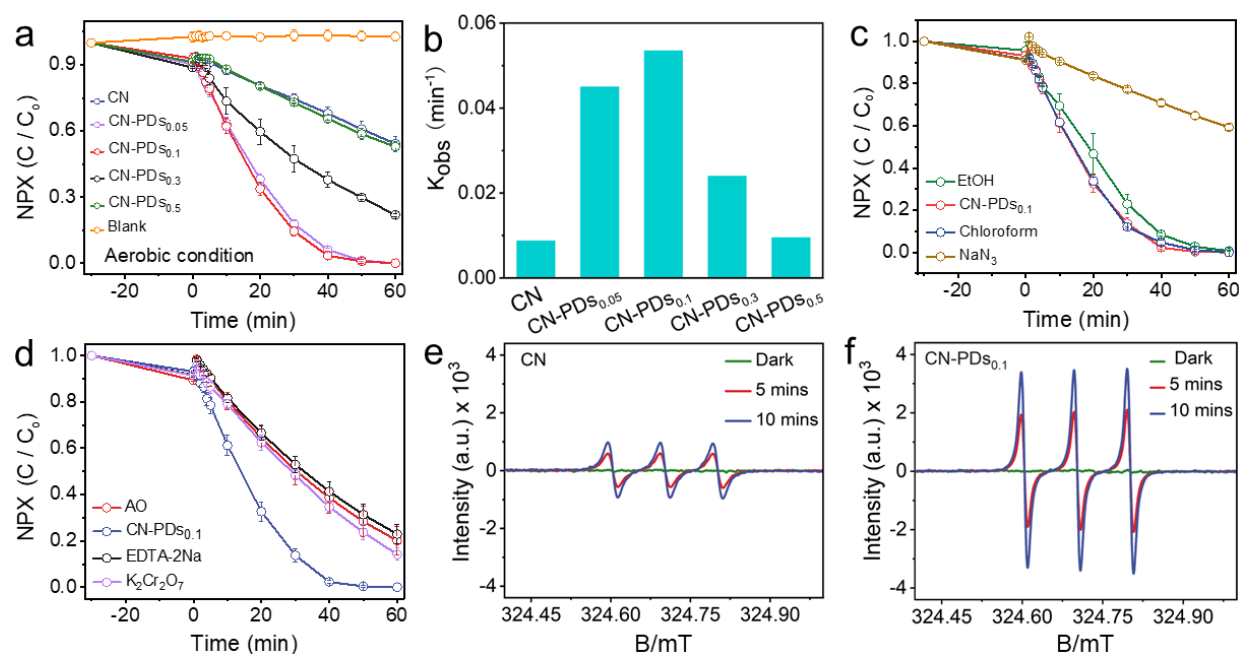 a
NPX (C / Cₒ)
0.9
0.6
0.3
0.0
CN
CN-PDs₀.₀₅
CN-PDs₀.₁
CN-PDs₀.₃
CN-PDs₀.₅
Blank
Aerobic condition
-20 0 20 40 60
Time (min)
b
K_obs (min⁻¹)
0.06
0.04
0.02
0.00
CN
CN-PDs₀.₀₅
CN-PDs₀.₁
CN-PDs₀.₃
CN-PDs₀.₅
c
NPX ( C / Cₒ)
1.0
0.8
0.6
0.4
0.2
0.0
EtOH
CN-PDs₀.₁
Chloroform
NaN₃
-20 0 20 40 60
Time (min)
d
NPX (C / Cₒ)
1.0
0.8
0.6
0.4
0.2
0.0
AO
CN-PDs₀.₁
EDTA-2Na
K₂Cr₂O₇
-20 0 20 40 60
Time (min)
e
Intensity (a.u.) x 10³
4
2
0
-2
-4
CN
Dark
5 mins
10 mins
324.45 324.60 324.75 324.90
B/mT
f
Intensity (a.u.) x 10³
4
2
0
-2
-4
CN-PDs₀.₁
Dark
5 mins
10 mins
324.45 324.60 324.75 324.90
B/mT